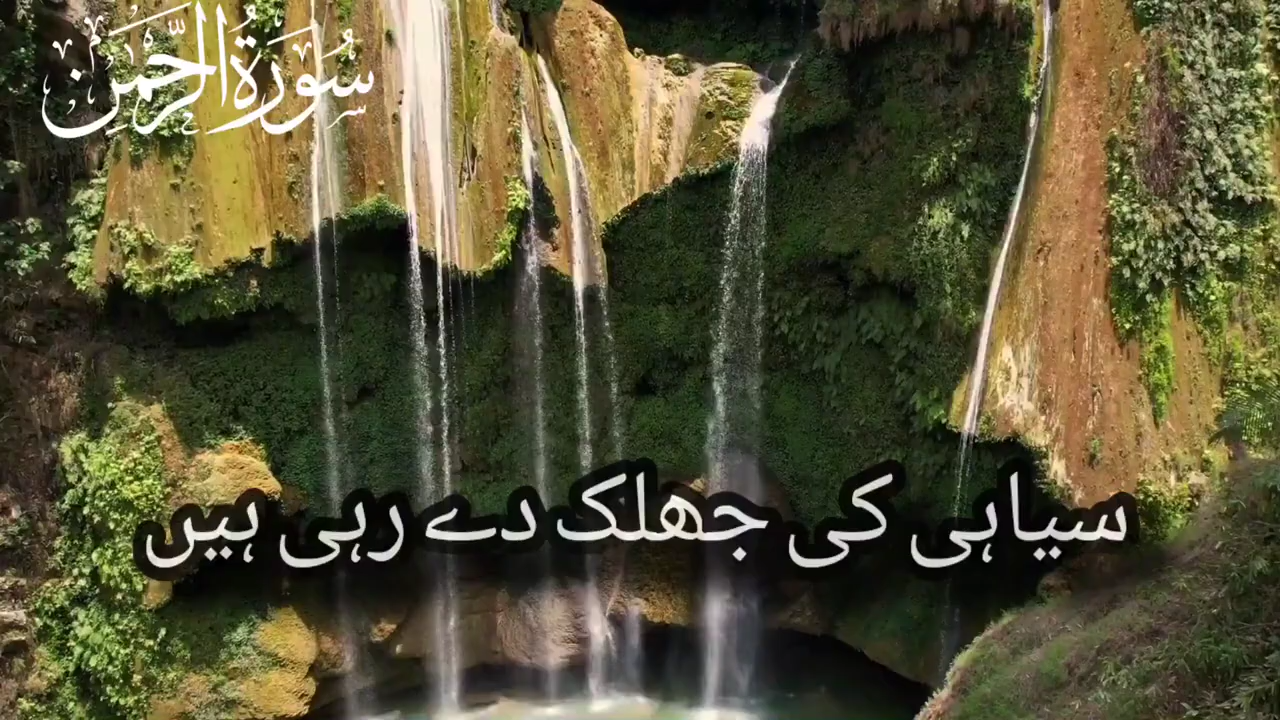 سُورَةُ الرَّحْمَٰن
سیاہی کی جھلک دے رہی ہیں